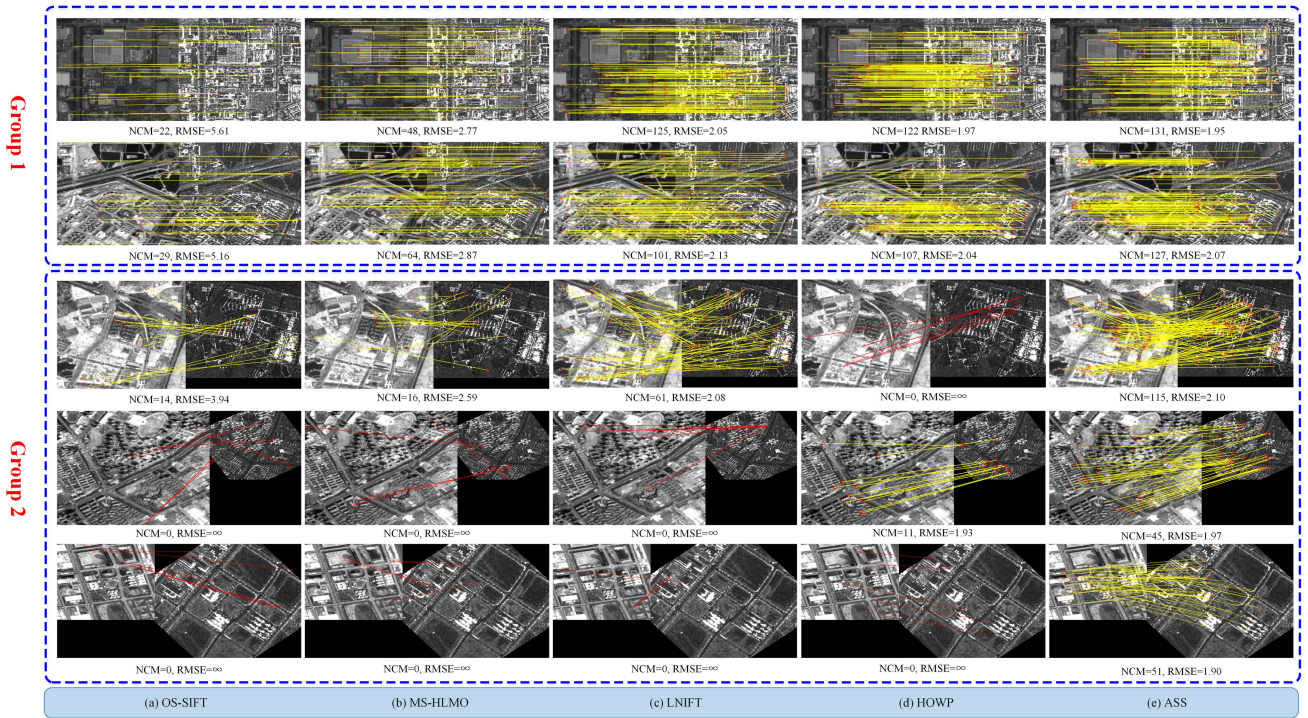 Group 1
NCM=22, RMSE=5.61
NCM=48, RMSE=2.77
NCM=125, RMSE=2.05
NCM=122 RMSE=1.97
NCM=131, RMSE=1.95
NCM=29, RMSE=5.16
NCM=64, RMSE=2.87
NCM=101, RMSE=2.13
NCM=107, RMSE=2.04
NCM=127, RMSE=2.07
Group 2
NCM=14, RMSE=3.94
NCM=16, RMSE=2.59
NCM=61, RMSE=2.08
NCM=0, RMSE=∞
NCM=115, RMSE=2.10
NCM=0, RMSE=∞
NCM=0, RMSE=∞
NCM=0, RMSE=∞
NCM=11, RMSE=1.93
NCM=45, RMSE=1.97
NCM=0, RMSE=∞
NCM=0, RMSE=∞
NCM=0, RMSE=∞
NCM=0, RMSE=∞
NCM=51, RMSE=1.90
(a) OS-SIFT
(b) MS-HLMO
(c) LNIFT
(d) HOWP
(e) ASS